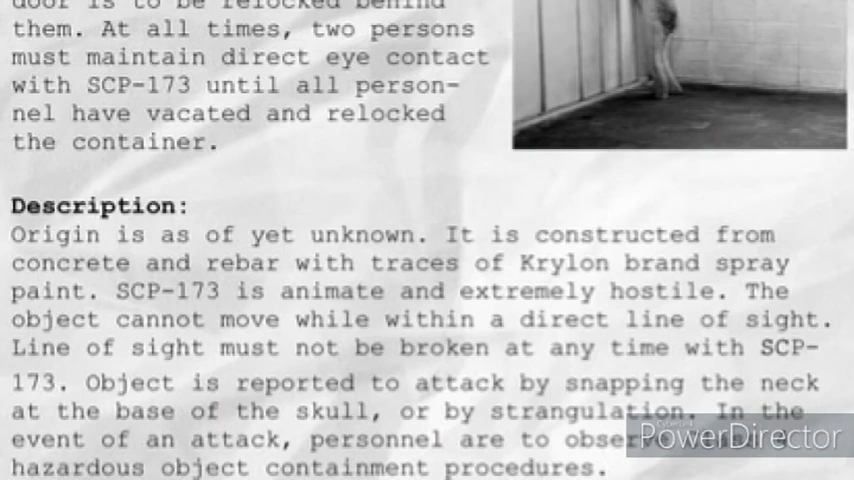 door is to be relocked behind
them. At all times, two persons
must maintain direct eye contact
with SCP-173 until all person-
nel have vacated and relocked
the container.
Description:
Origin is as of yet unknown. It is constructed from
concrete and rebar with traces of Krylon brand spray
paint. SCP-173 is animate and extremely hostile. The
object cannot move while within a direct line of sight.
Line of sight must not be broken at any time with SCP-
173. Object is reported to attack by snapping the neck
at the base of the skull, or by strangulation. In the
event of an attack, personnel are to obser
hazardous object containment procedures.
PowerDirector